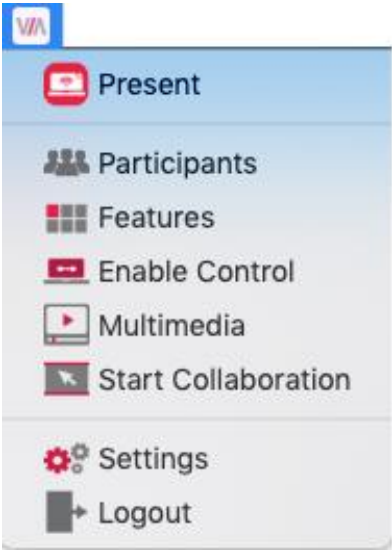 VIA
Present
Participants
Features
Enable Control
Multimedia
Start Collaboration
Settings
Logout